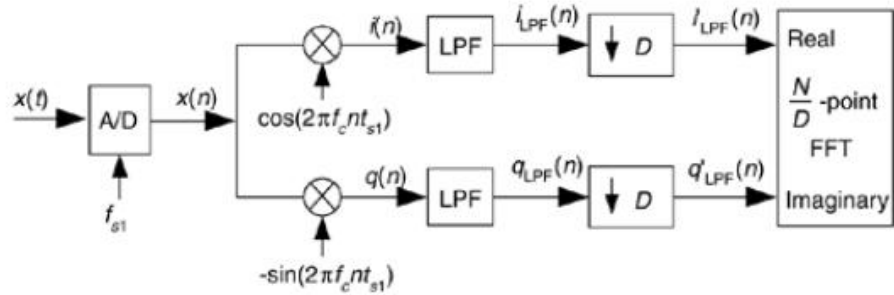 x(t)
A/D
f_s1
x(n)
i(n)
cos(2πf_c nt_s1)
LPF
i_LPF(n)
D
i'_LPF(n)
q(n)
-sin(2πf_c nt_s1)
LPF
q_LPF(n)
D
q'_LPF(n)
Real
N/D -point
FFT
Imaginary